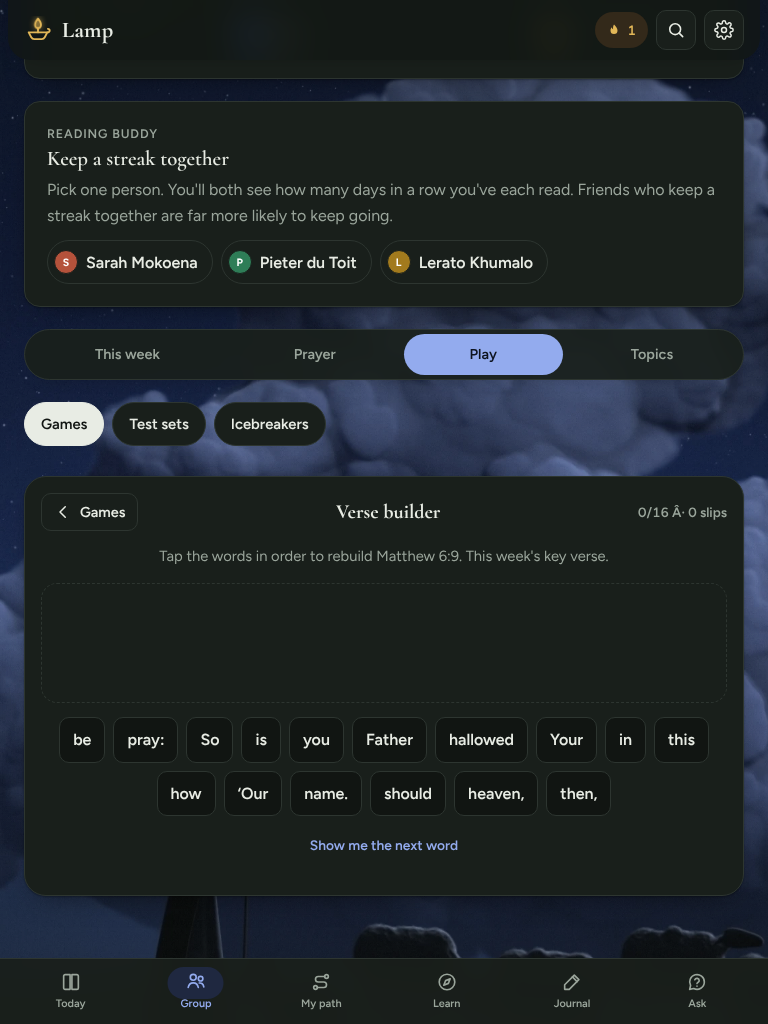 Lamp
1
READING BUDDY
Keep a streak together
Pick one person. You'll both see how many days in a row you've each read. Friends who keep a
streak together are far more likely to keep going.
S Sarah Mokoena P Pieter du Toit L Lerato Khumalo
This week Prayer Play Topics
Games Test sets Icebreakers
Games Verse builder 0/16 Â· 0 slips
Tap the words in order to rebuild Matthew 6:9. This week's key verse.
be pray: So is you Father hallowed Your in this
how ‘Our name. should heaven, then,
Show me the next word
Today Group My path Learn Journal Ask